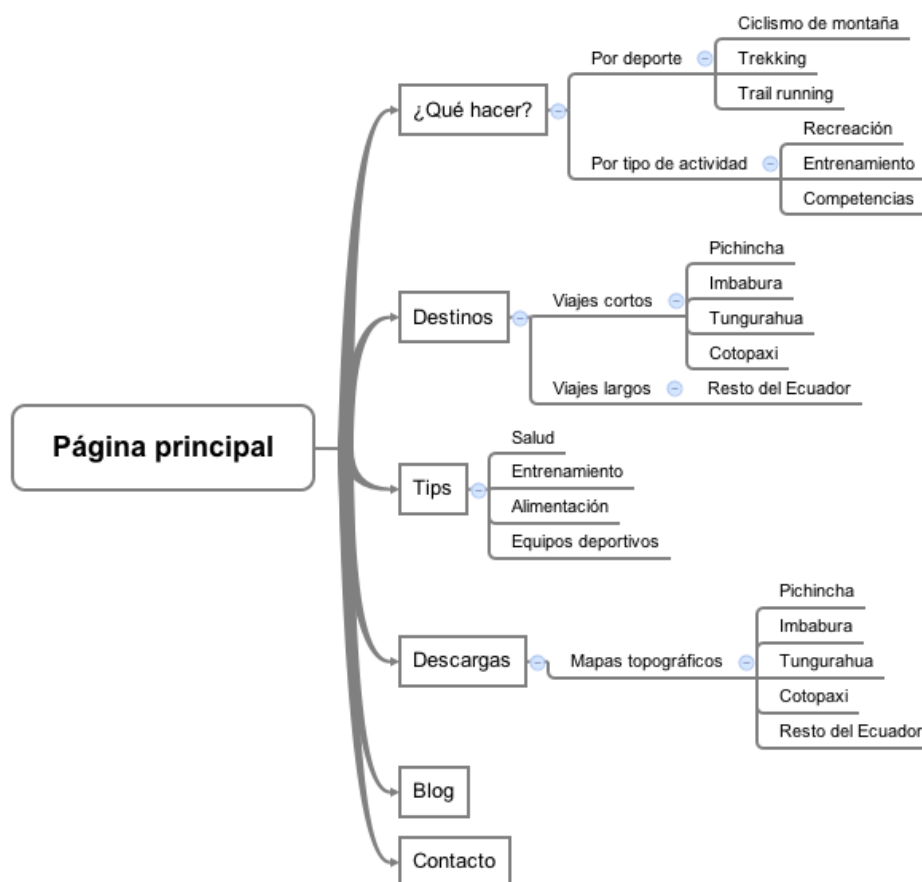 Página principal
¿Qué hacer?
Por deporte
Ciclismo de montaña
Trekking
Trail running
Por tipo de actividad
Recreación
Entrenamiento
Competencias
Destinos
Viajes cortos
Pichincha
Imbabura
Tungurahua
Cotopaxi
Viajes largos
Resto del Ecuador
Tips
Salud
Entrenamiento
Alimentación
Equipos deportivos
Descargas
Mapas topográficos
Pichincha
Imbabura
Tungurahua
Cotopaxi
Resto del Ecuador
Blog
Contacto